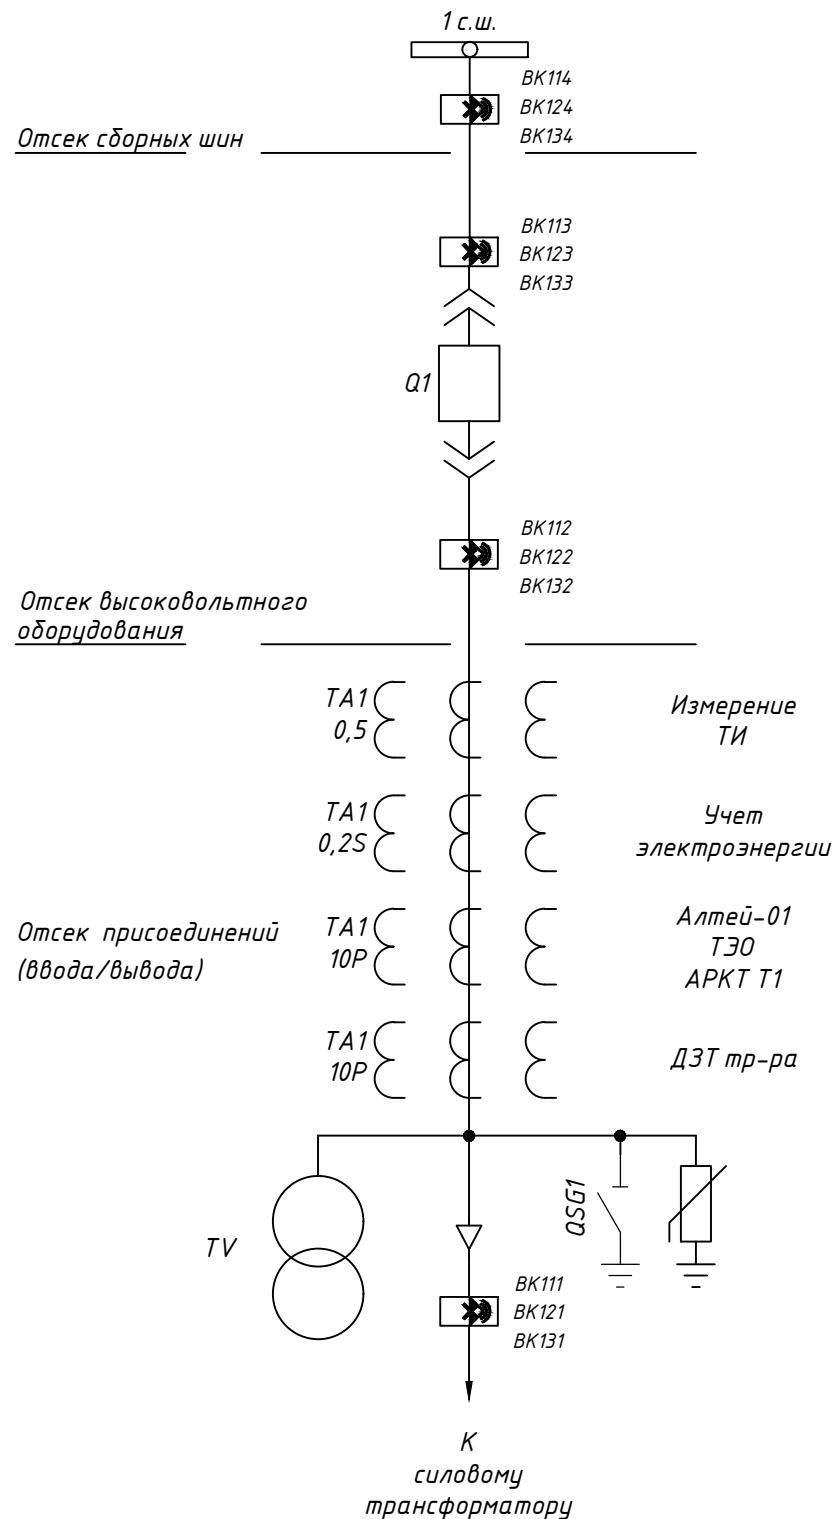 1 с.ш.
ВК114
ВК124
ВК134
Отсек сборных шин
ВК113
ВК123
ВК133
Q1
ВК112
ВК122
ВК132
Отсек высоковольтного
оборудования
ТА1
0,5
Измерение
ТИ
ТА1
0,2S
Учет
электроэнергии
Отсек присоединений
(ввода/вывода)
ТА1
10Р
Алтей-01
ТЭО
АРКТ Т1
ТА1
10Р
ДЗТ тр-ра
TV
QSG1
ВК111
ВК121
ВК131
К
силовому
трансформатору